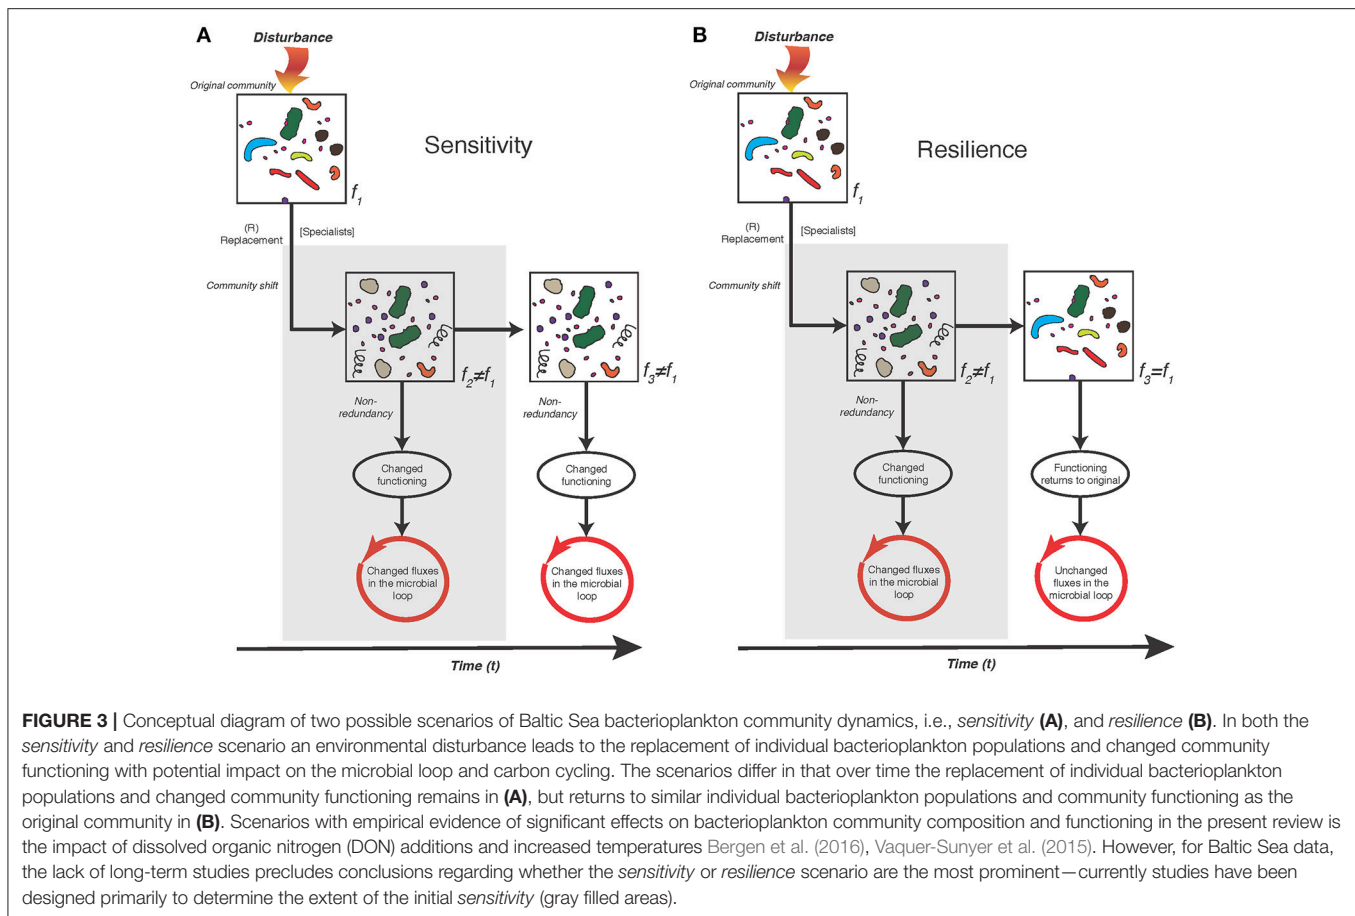 A
Disturbance
Original community
Sensitivity
f1
(R)
Replacement
[Specialists]
Community shift
f2≠f1
f3≠f1
Non-
redundancy
Changed
functioning
Changed
functioning
Changed fluxes
in the microbial
loop
Changed fluxes
in the microbial
loop
Time (t)
B
Disturbance
Original community
Resilience
f1
(R)
Replacement
[Specialists]
Community shift
f2≠f1
f3=f1
Non-
redundancy
Changed
functioning
Functioning
returns to original
Changed fluxes
in the microbial
loop
Unchanged
fluxes in the
microbial loop
Time (t)
FIGURE 3 | Conceptual diagram of two possible scenarios of Baltic Sea bacterioplankton community dynamics, i.e., sensitivity (A), and resilience (B). In both the
sensitivity and resilience scenario an environmental disturbance leads to the replacement of individual bacterioplankton populations and changed community
functioning with potential impact on the microbial loop and carbon cycling. The scenarios differ in that over time the replacement of individual bacterioplankton
populations and changed community functioning remains in (A), but returns to similar individual bacterioplankton populations and community functioning as the
original community in (B). Scenarios with empirical evidence of significant effects on bacterioplankton community composition and functioning in the present review is
the impact of dissolved organic nitrogen (DON) additions and increased temperatures Bergen et al. (2016), Vaquer-Sunyer et al. (2015). However, for Baltic Sea data,
the lack of long-term studies precludes conclusions regarding whether the sensitivity or resilience scenario are the most prominent—currently studies have been
designed primarily to determine the extent of the initial sensitivity (gray filled areas).